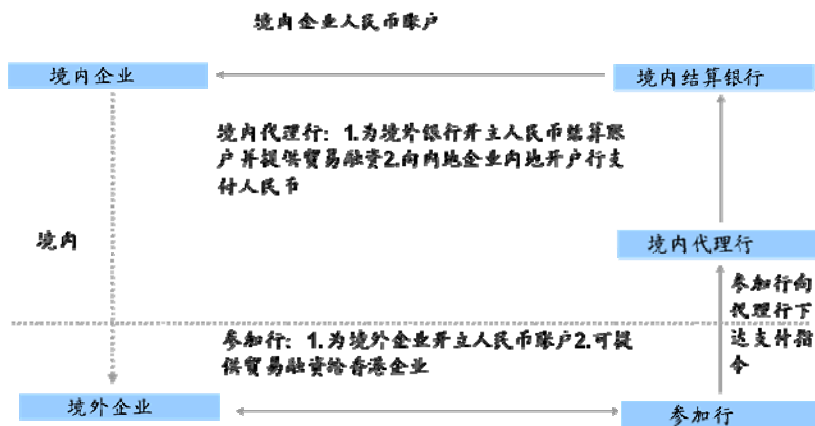 境内企业人民币账户
境内企业
境内结算银行
境内代理行：1.为境外银行开主人民币结算账
户并提供贸易融资2.向内地企业内地开户行支
付人民币
境内
境内代理行
参加行向
代理行下
达支付指
令
参加行：1.为境外企业开立人民币账户2.可提
供贸易融资给香港企业
境外企业
参加行